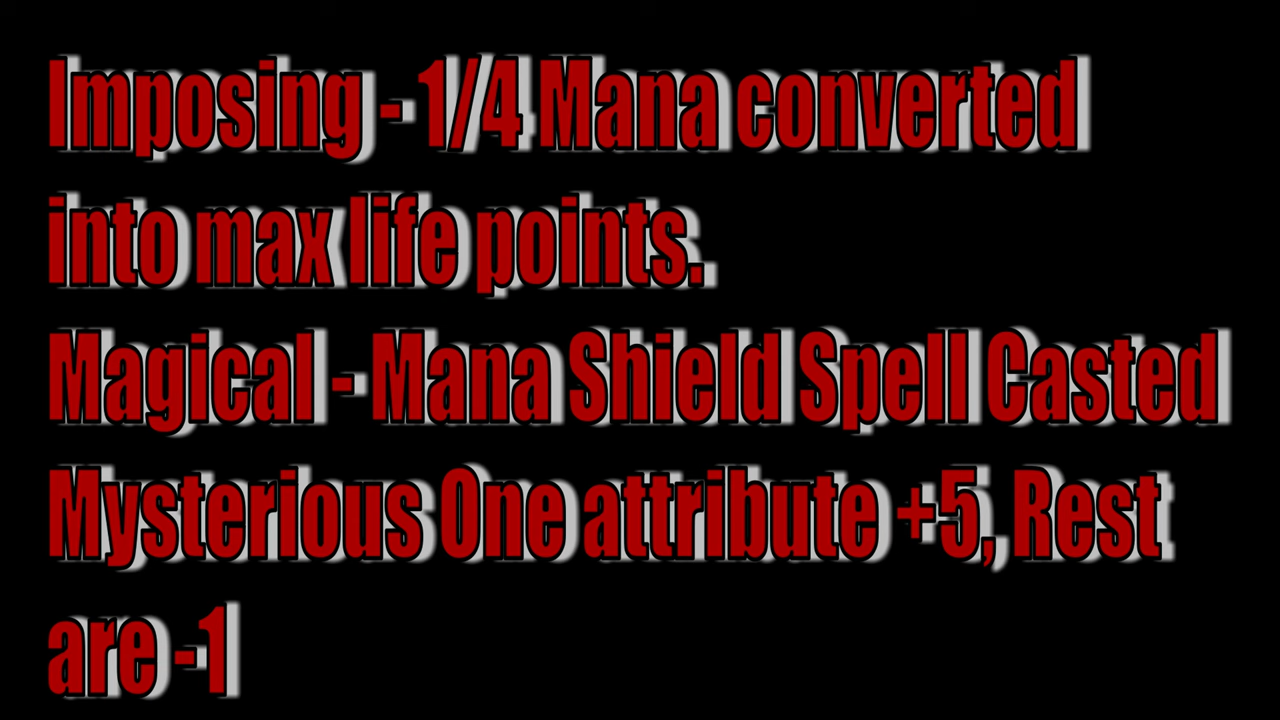 Imposing - 1/4 Mana converted
into max life points.
Magical - Mana Shield Spell Casted
Mysterious One attribute +5, Rest
are -1